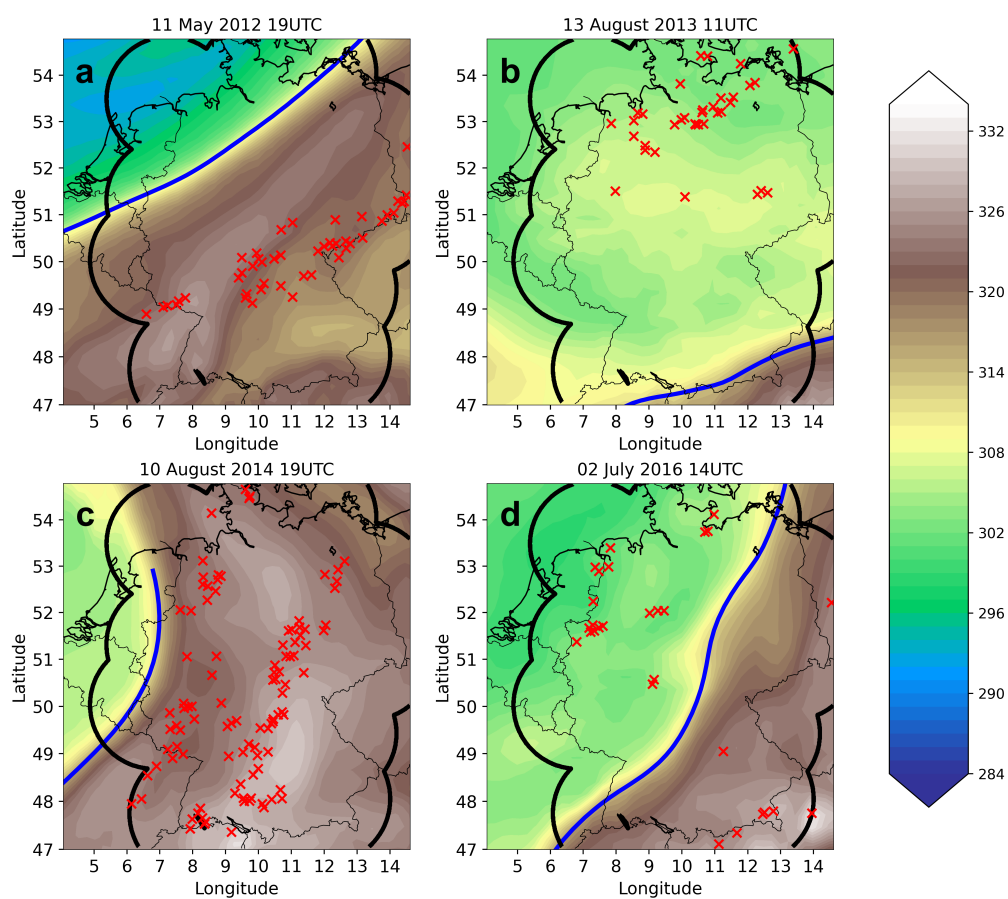 11 May 2012 19UTC
a
54
53
52
51
50
49
48
47
Latitude
5 6 7 8 9 10 11 12 13 14
Longitude
13 August 2013 11UTC
b
54
53
52
51
50
49
48
47
Latitude
5 6 7 8 9 10 11 12 13 14
Longitude
10 August 2014 19UTC
c
54
53
52
51
50
49
48
47
Latitude
5 6 7 8 9 10 11 12 13 14
Longitude
02 July 2016 14UTC
d
54
53
52
51
50
49
48
47
Latitude
5 6 7 8 9 10 11 12 13 14
Longitude
332
326
320
314
308
302
296
290
284